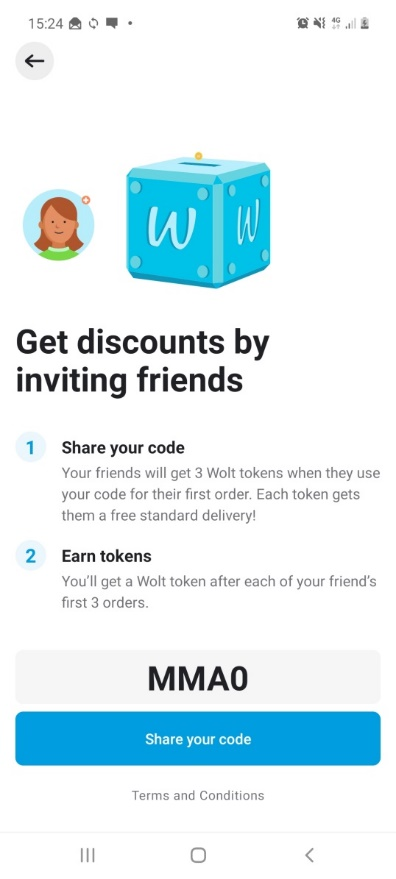 15:24
4G
W W
Get discounts by
inviting friends
1 Share your code
Your friends will get 3 Wolt tokens when they use
your code for their first order. Each token gets
them a free standard delivery!
2 Earn tokens
You'll get a Wolt token after each of your friend's
first 3 orders.
MMA0
Share your code
Terms and Conditions